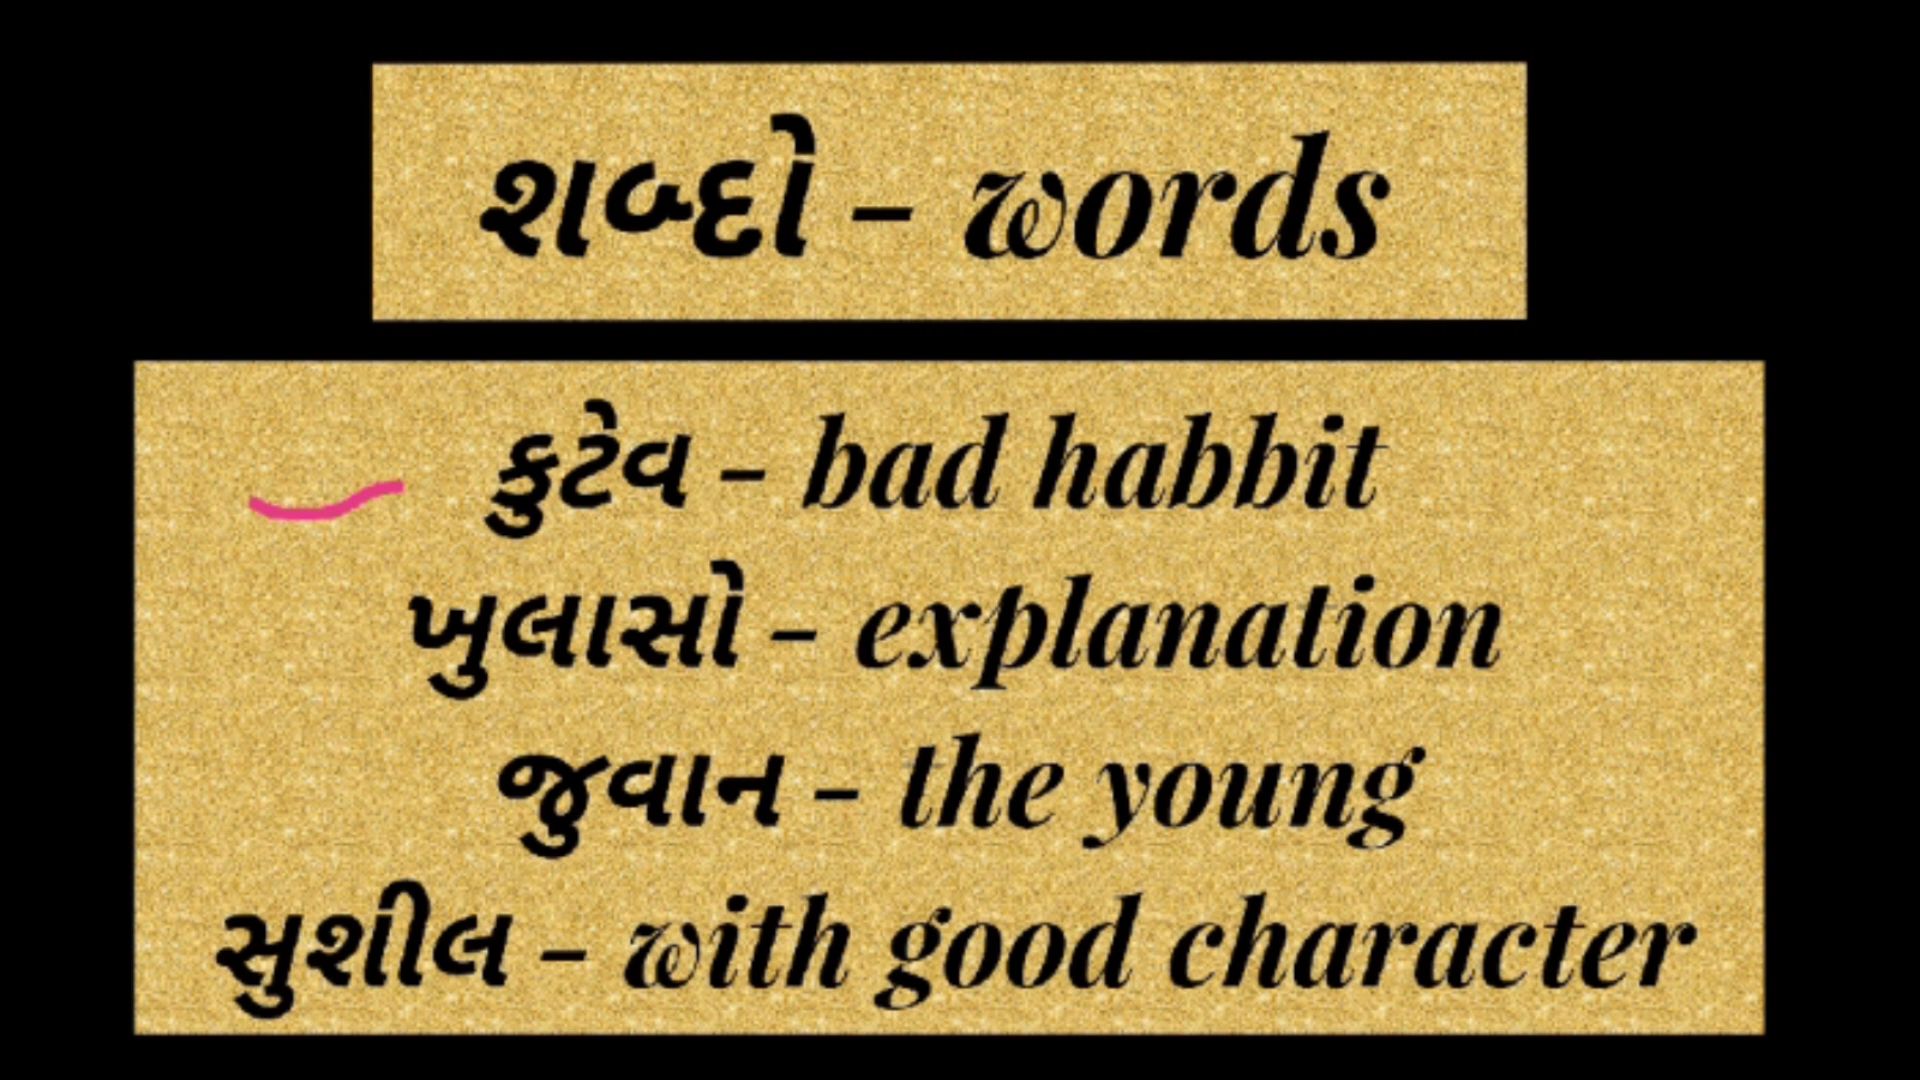 શબ્દો – words
કુટેવ – bad habbit
ખુલાસો – explanation
જુવાન – the young
સુશીલ – with good character